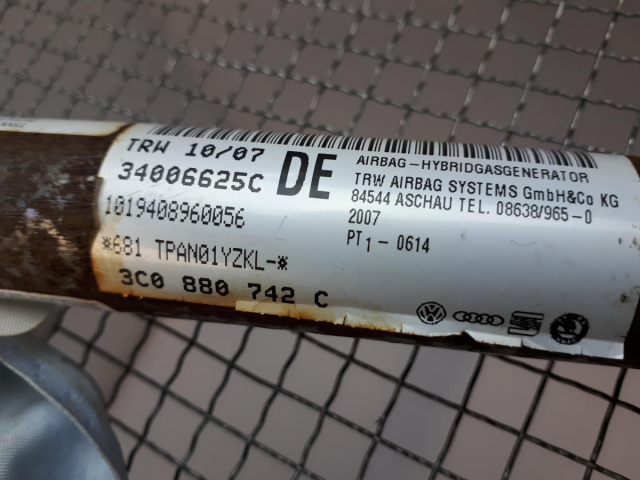 TRW 10/07
34006625C
1019408960056
*681 TPAN01YZKL-*
3C0 880 742 C
DE
AIRBAG-HYBRIDGASGENERATOR
TRW AIRBAG SYSTEMS GmbH&Co KG
84544 ASCHAU TEL. 08638/965-0
2007
PT1 - 0614